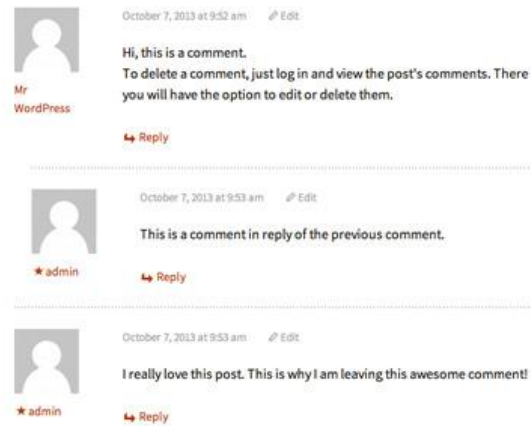 October 7, 2013 at 9:52 am Edit
Hi, this is a comment.
To delete a comment, just log in and view the post's comments. There
you will have the option to edit or delete them.
Mr
WordPress
Reply
October 7, 2013 at 9:53 am Edit
This is a comment in reply of the previous comment.
★ admin
Reply
October 7, 2013 at 9:53 am Edit
I really love this post. This is why I am leaving this awesome comment!
★ admin
Reply